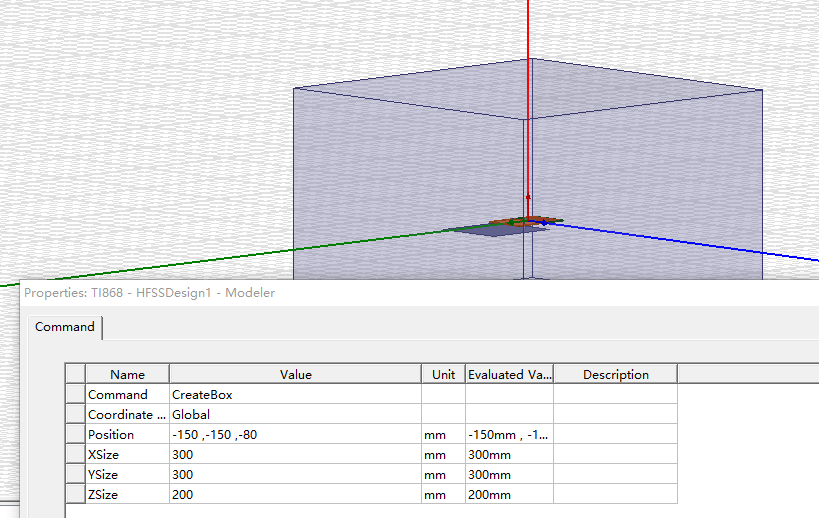 Properties: TI868 - HFSSDesign1 - Modeler
Command
Name Value Unit Evaluated Va... Description
Command CreateBox
Coordinate ... Global
Position -150 ,-150 ,-80 mm -150mm , -1...
XSize 300 mm 300mm
YSize 300 mm 300mm
ZSize 200 mm 200mm